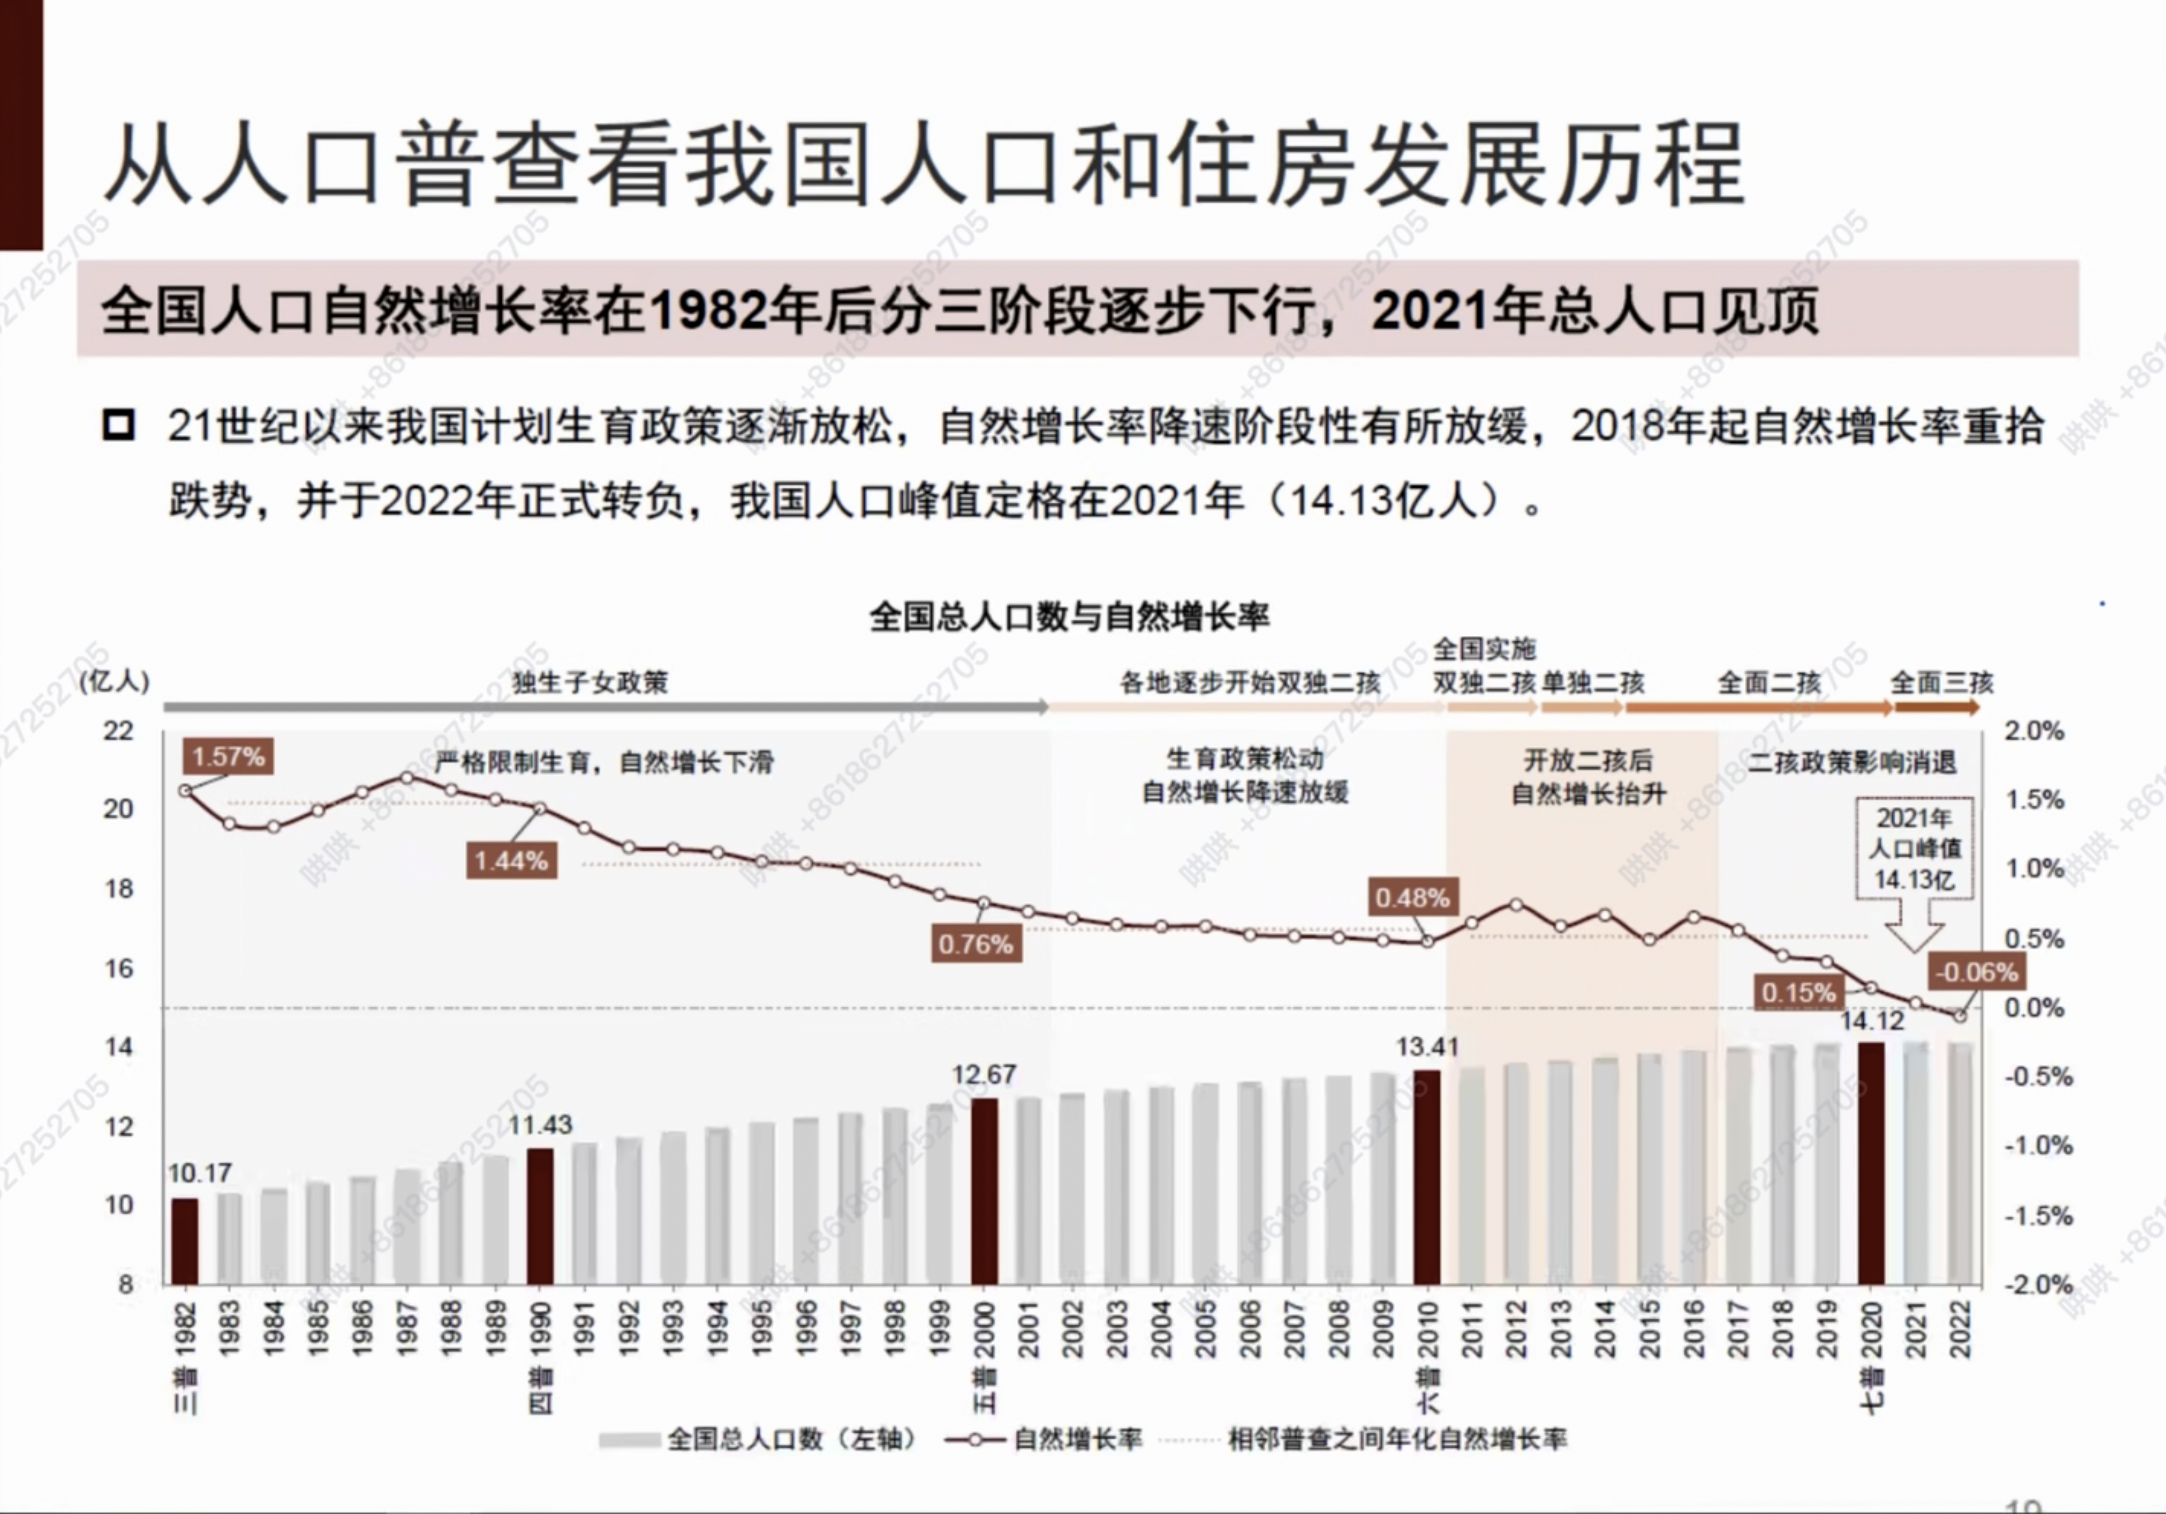 从人口普查看我国人口和住房发展历程
全国人口自然增长率在1982年后分三阶段逐步下行，2021年总人口见顶
21世纪以来我国计划生育政策逐渐放松，自然增长率降速阶段性有所放缓，2018年起自然增长率重拾
跌势，并于2022年正式转负，我国人口峰值定格在2021年（14.13亿人）。
全国总人口数与自然增长率
(亿人)
独生子女政策
各地逐步开始双独二孩
全国实施
双独二孩
单独二孩
全面二孩
全面三孩
22
20
18
16
14
12
10
8
2.0%
1.5%
1.0%
0.5%
0.0%
-0.5%
-1.0%
-1.5%
-2.0%
严格限制生育，自然增长下滑
生育政策松动
自然增长降速放缓
开放二孩后
自然增长抬升
二孩政策影响消退
2021年
人口峰值
14.13亿
1.57%
1.44%
0.76%
0.48%
0.15%
-0.06%
10.17
11.43
12.67
13.41
14.12
三普 1982
1983
1984
1985
1986
1987
1988
1989
四普 1990
1991
1992
1993
1994
1995
1996
1997
1998
1999
五普 2000
2001
2002
2003
2004
2005
2006
2007
2008
2009
六普 2010
2011
2012
2013
2014
2015
2016
2017
2018
2019
七普 2020
2021
2022
全国总人口数（左轴）
自然增长率
相邻普查之间年化自然增长率
哄哄 +8618627252705